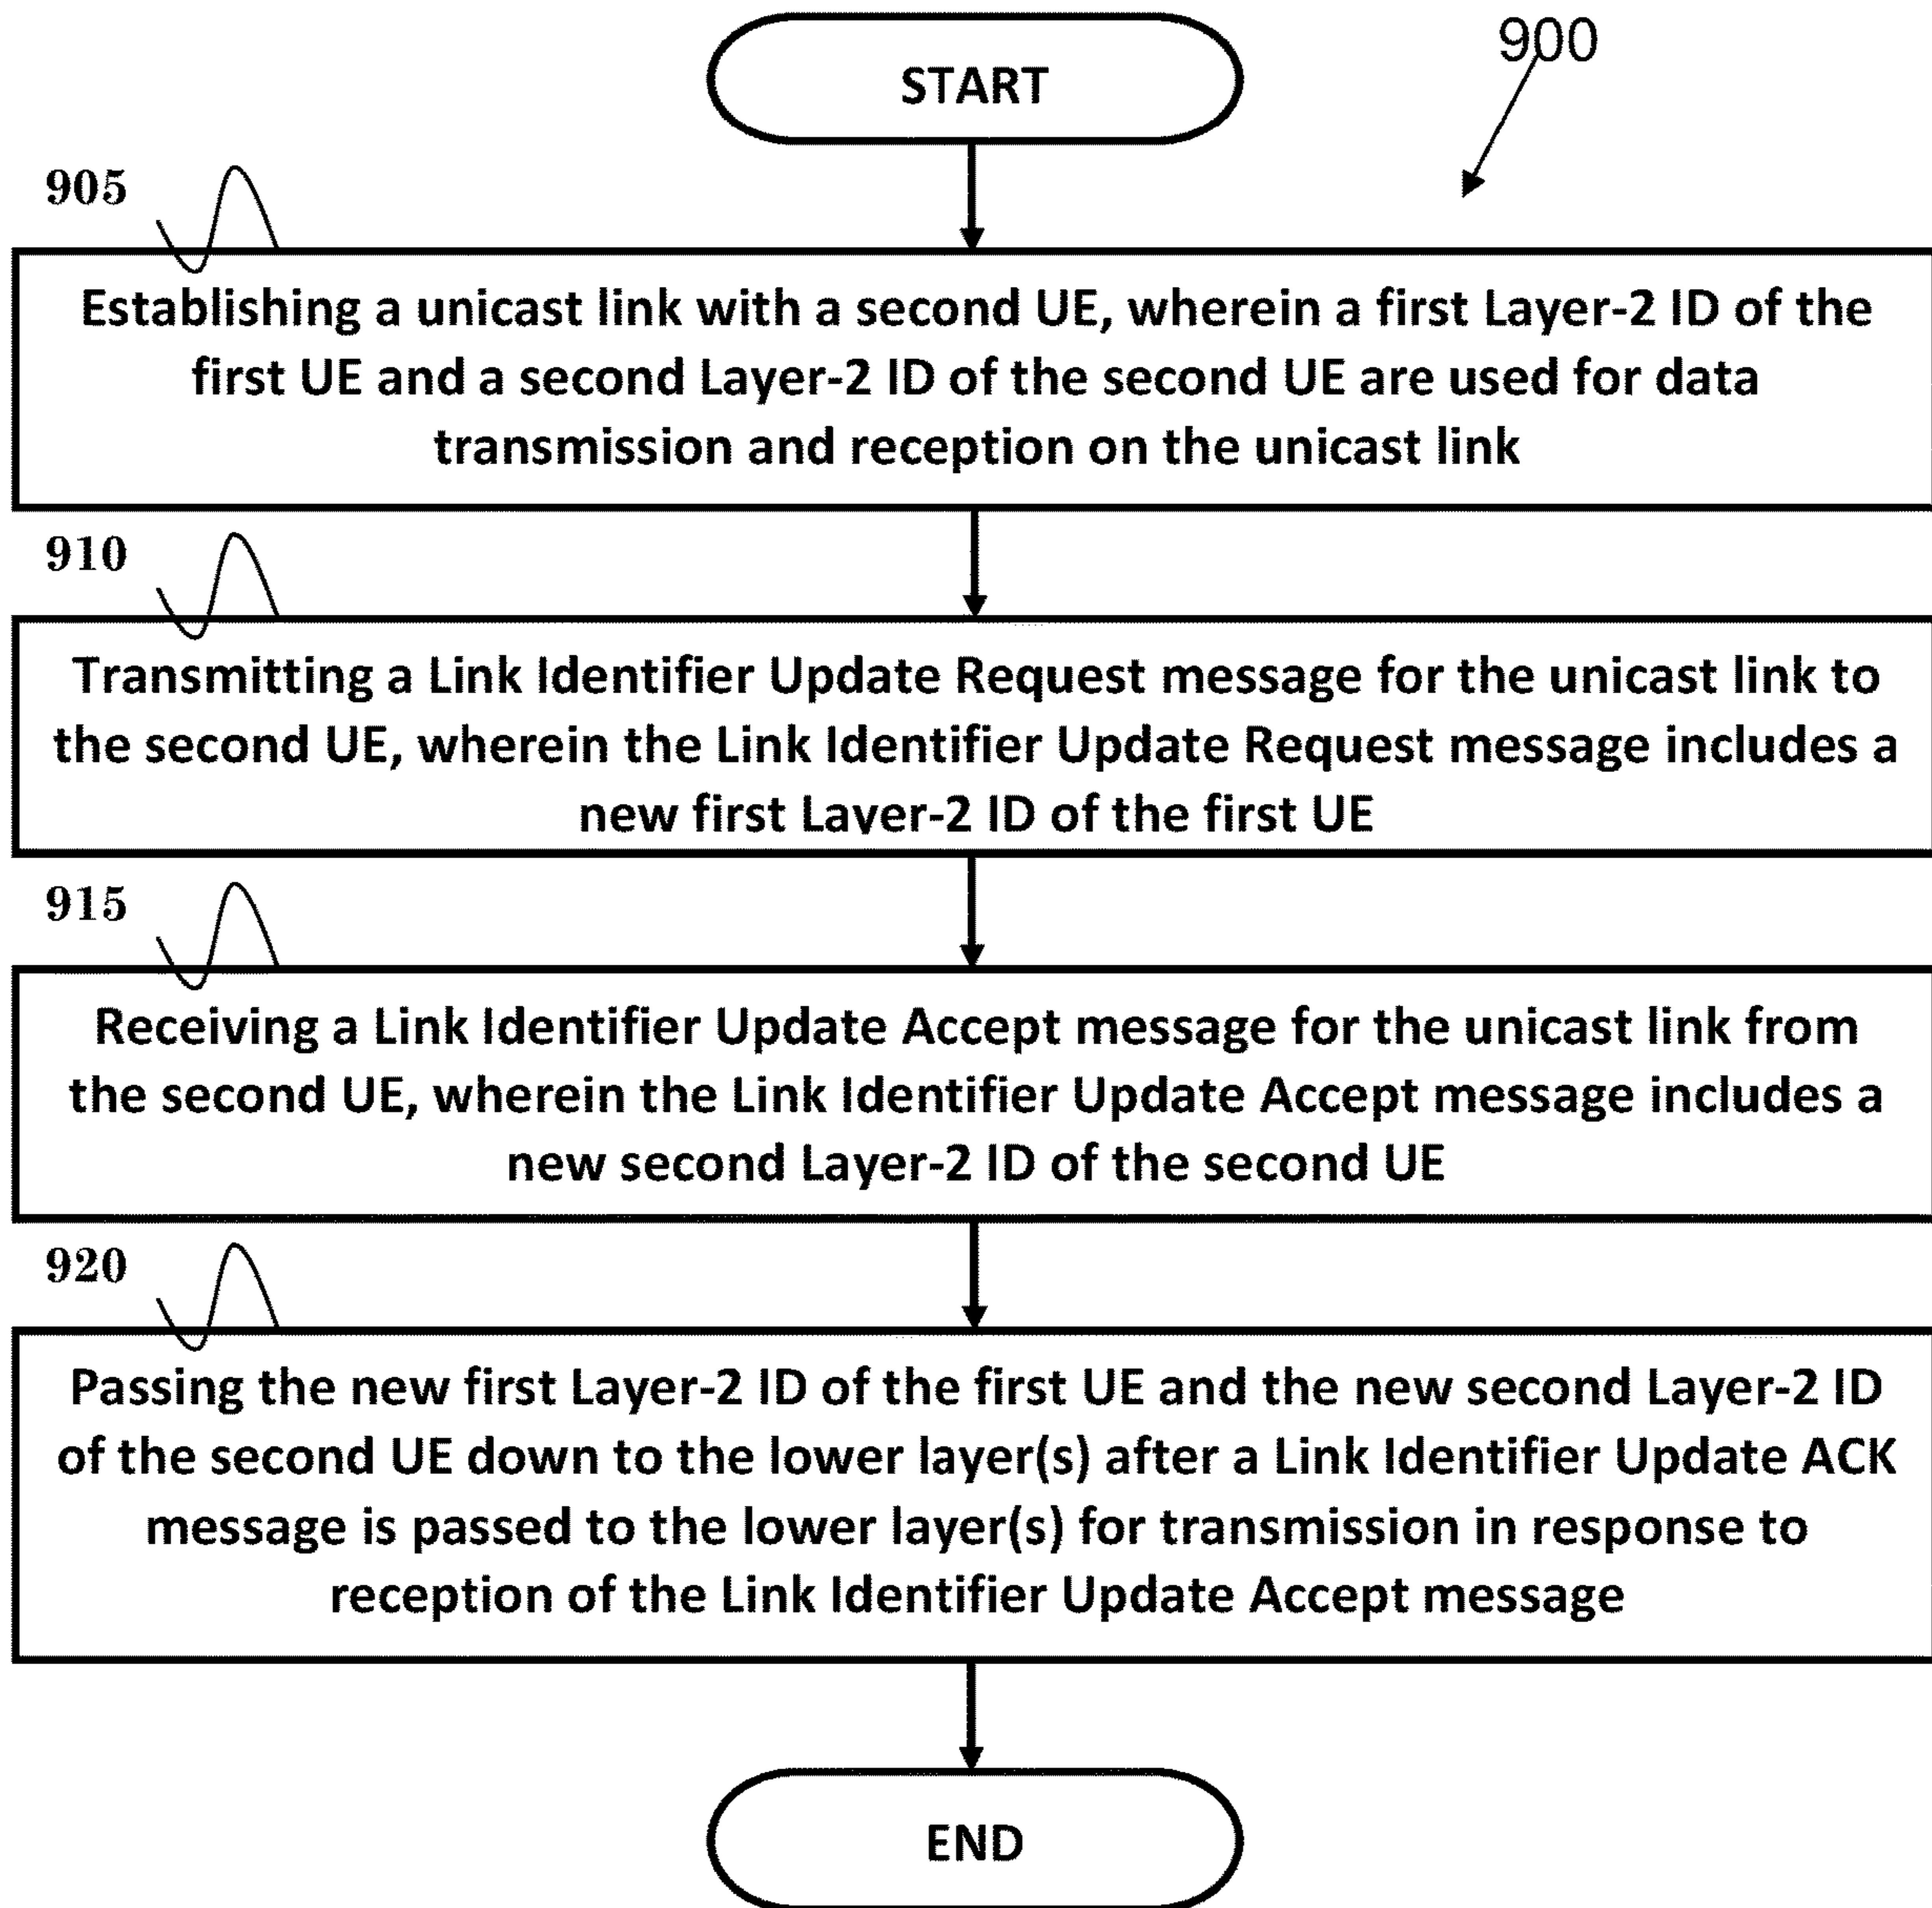 START
900
905
Establishing a unicast link with a second UE, wherein a first Layer-2 ID of the
first UE and a second Layer-2 ID of the second UE are used for data
transmission and reception on the unicast link
910
Transmitting a Link Identifier Update Request message for the unicast link to
the second UE, wherein the Link Identifier Update Request message includes a
new first Layer-2 ID of the first UE
915
Receiving a Link Identifier Update Accept message for the unicast link from
the second UE, wherein the Link Identifier Update Accept message includes a
new second Layer-2 ID of the second UE
920
Passing the new first Layer-2 ID of the first UE and the new second Layer-2 ID
of the second UE down to the lower layer(s) after a Link Identifier Update ACK
message is passed to the lower layer(s) for transmission in response to
reception of the Link Identifier Update Accept message
END